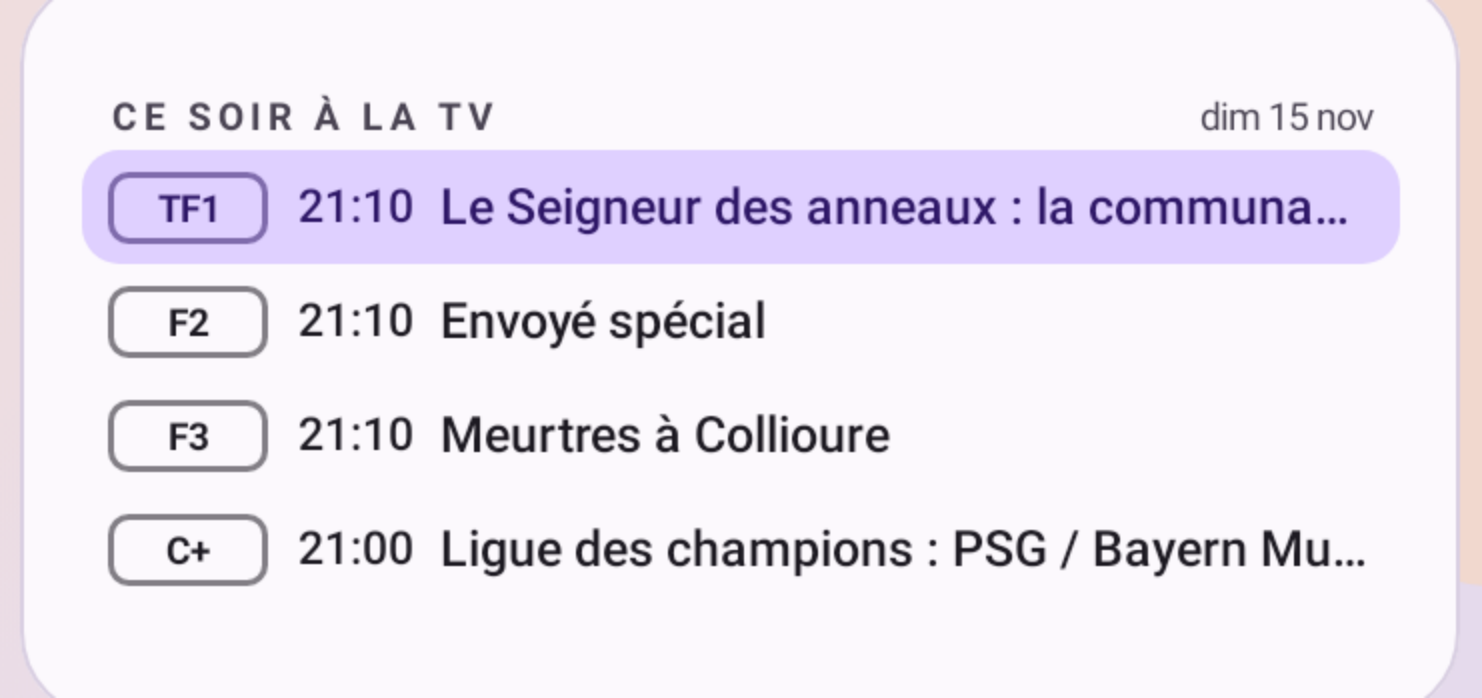 CE SOIR À LA TV dim 15 nov
TF1 21:10 Le Seigneur des anneaux : la communa...
F2 21:10 Envoyé spécial
F3 21:10 Meurtres à Collioure
C+ 21:00 Ligue des champions : PSG / Bayern Mu...